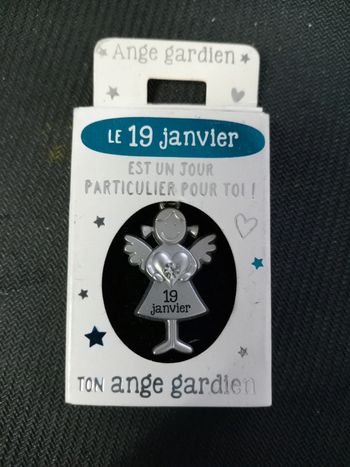 Ange gardien
LE 19 janvier
EST UN JOUR
PARTICULIER POUR TOI !
19
janvier
TON ange gardien